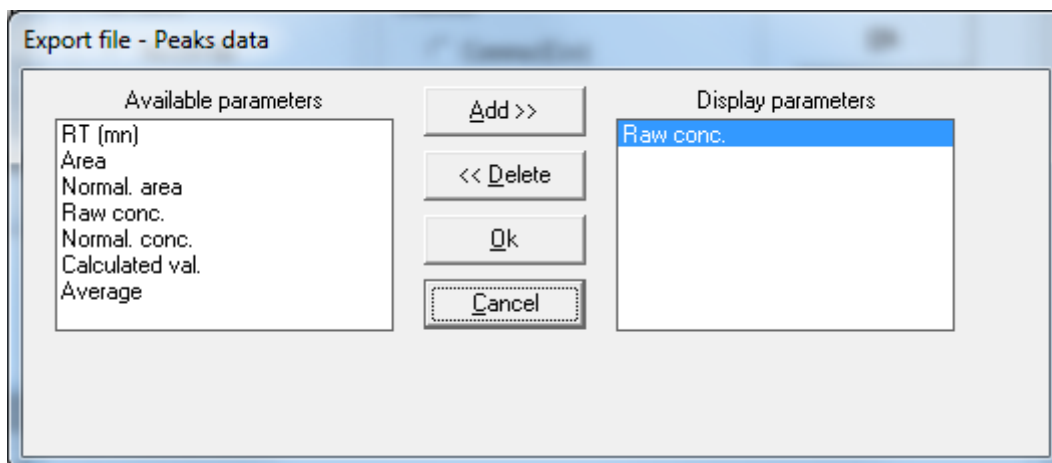 Export file - Peaks data
Available parameters
RT (mn)
Area
Normal. area
Raw conc.
Normal. conc.
Calculated val.
Average
Add >>
<< Delete
Ok
Cancel
Display parameters
Raw conc.